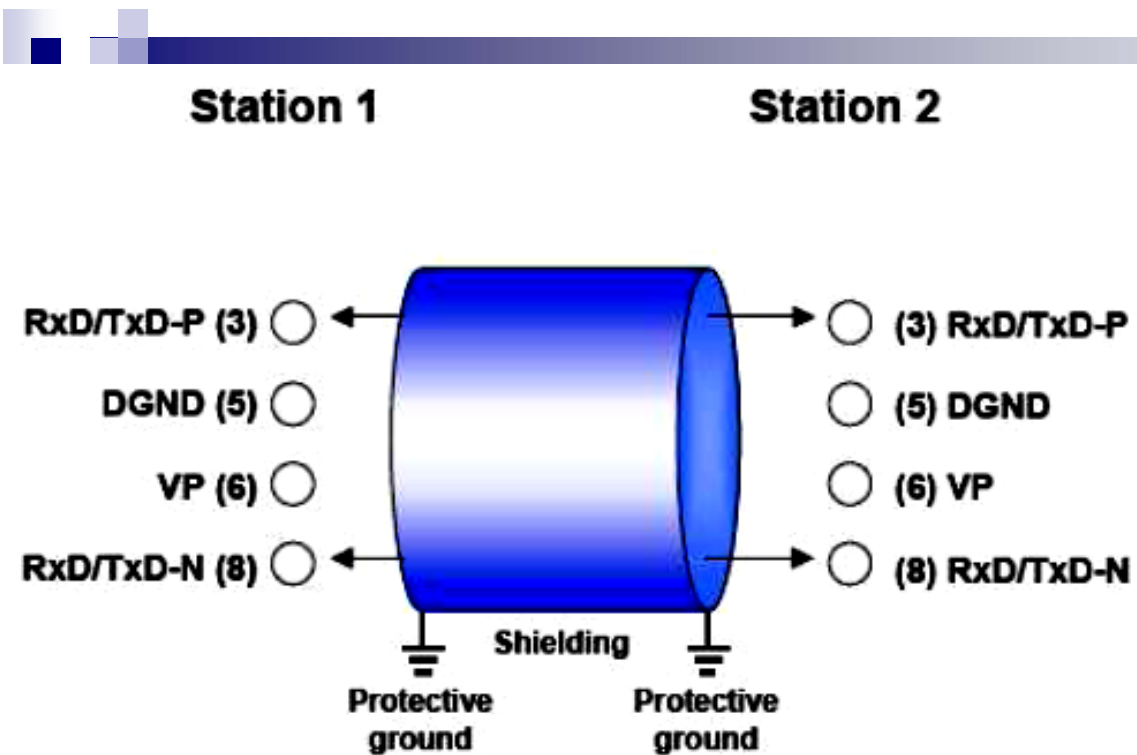 Station 1
Station 2
RxD/TxD-P (3)
(3) RxD/TxD-P
DGND (5)
(5) DGND
VP (6)
(6) VP
RxD/TxD-N (8)
(8) RxD/TxD-N
Shielding
Protective
ground
Protective
ground